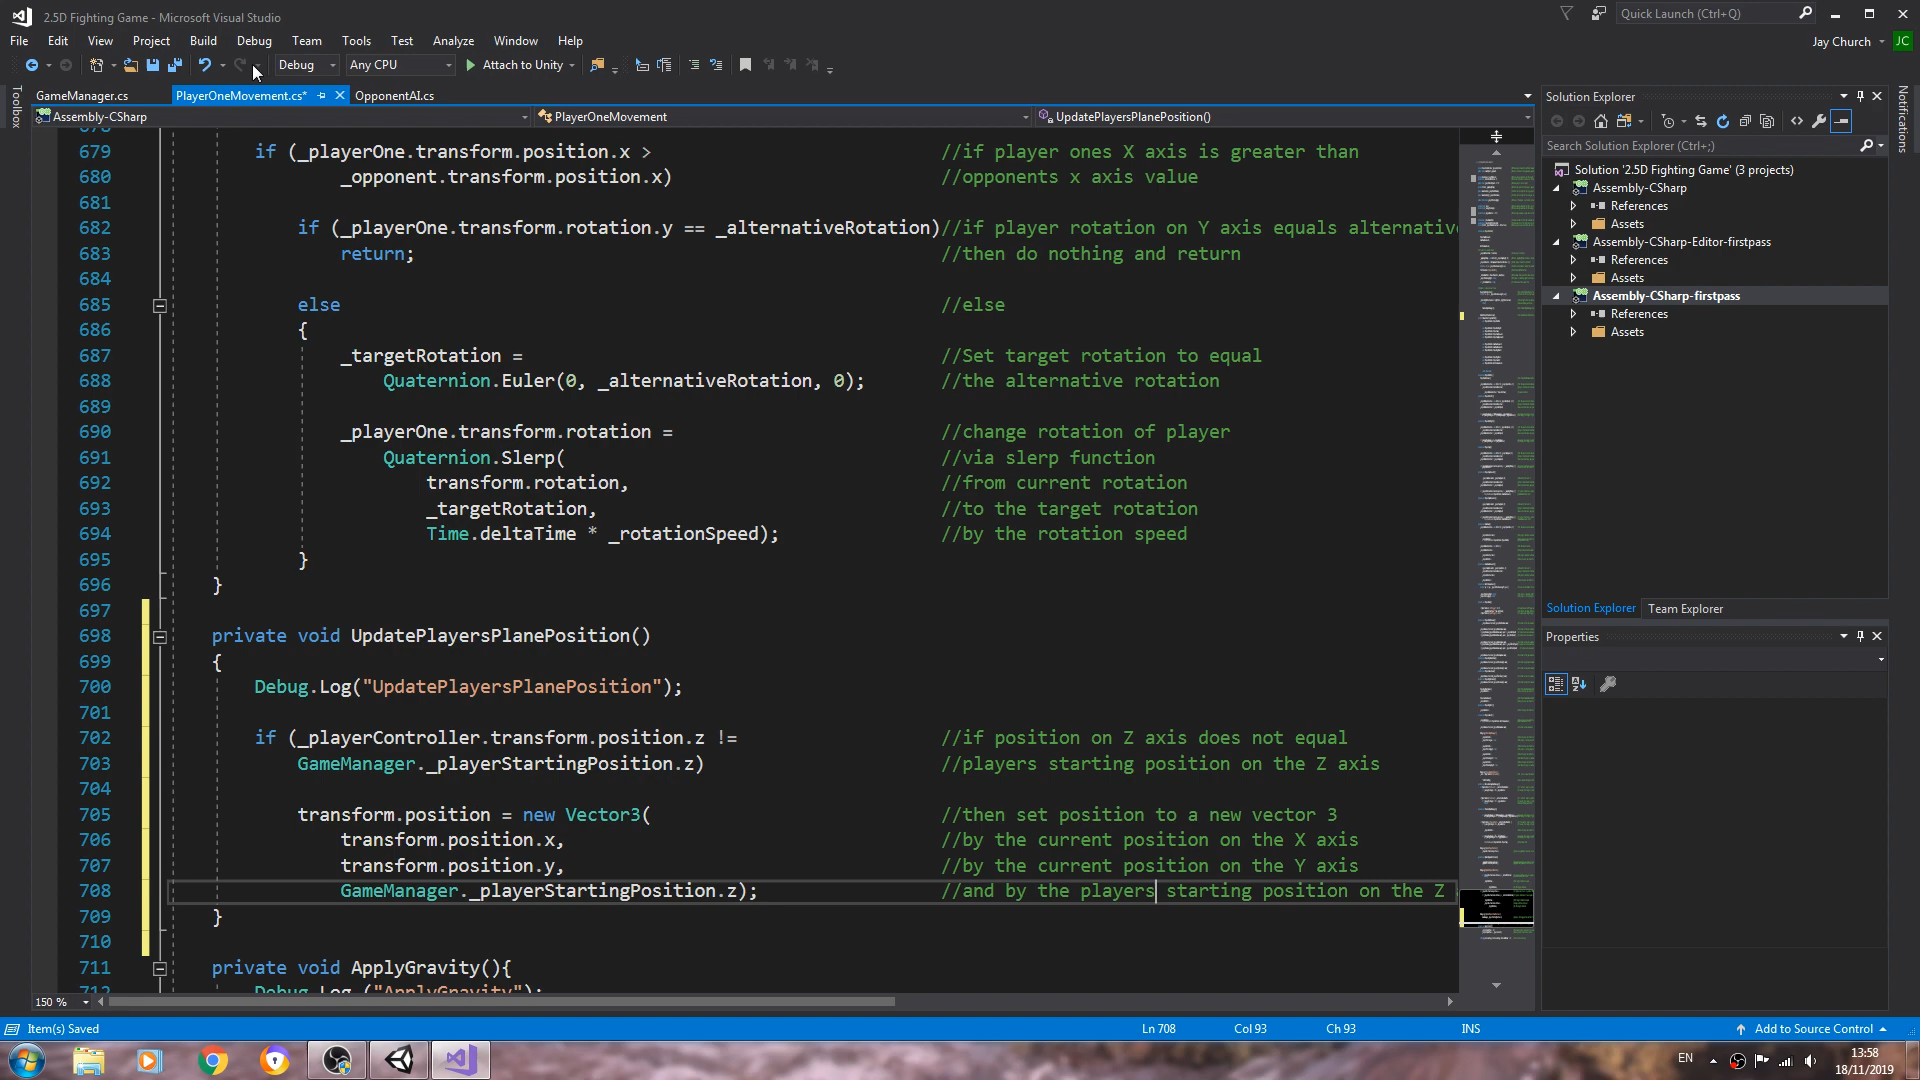 2.5D Fighting Game - Microsoft Visual Studio
Quick Launch (Ctrl+Q)
File Edit View Project Build Debug Team Tools Test Analyze Window Help
Jay Church JC
Debug Any CPU Attach to Unity
GameManager.cs PlayerOneMovement.cs* OpponentAI.cs
Assembly-CSharp PlayerOneMovement UpdatePlayersPlanePosition()
Toolbox
679 if (_playerOne.transform.position.x > //if player ones X axis is greater than
680 _opponent.transform.position.x) //opponents x axis value
681
682 if (_playerOne.transform.rotation.y == _alternativeRotation)//if player rotation on Y axis equals alternativ
683 return; //then do nothing and return
684
685 else //else
686 {
687 _targetRotation = //Set target rotation to equal
688 Quaternion.Euler(0, _alternativeRotation, 0); //the alternative rotation
689
690 _playerOne.transform.rotation = //change rotation of player
691 Quaternion.Slerp( //via slerp function
692 transform.rotation, //from current rotation
693 _targetRotation, //to the target rotation
694 Time.deltaTime * _rotationSpeed); //by the rotation speed
695 }
696 }
697
698 private void UpdatePlayersPlanePosition()
699 {
700 Debug.Log("UpdatePlayersPlanePosition");
701
702 if (_playerController.transform.position.z != //if position on Z axis does not equal
703 GameManager._playerStartingPosition.z) //players starting position on the Z axis
704
705 transform.position = new Vector3( //then set position to a new vector 3
706 transform.position.x, //by the current position on the X axis
707 transform.position.y, //by the current position on the Y axis
708 GameManager._playerStartingPosition.z); //and by the players starting position on the Z
709 }
710
711 private void ApplyGravity(){
712 Debug.Log ("ApplyGravity");
150 %
Solution Explorer
Search Solution Explorer (Ctrl+;)
Solution '2.5D Fighting Game' (3 projects)
Assembly-CSharp
References
Assets
Assembly-CSharp-Editor-firstpass
References
Assets
Assembly-CSharp-firstpass
References
Assets
Solution Explorer Team Explorer
Properties
Notifications
Item(s) Saved Ln 708 Col 93 Ch 93 INS Add to Source Control
EN 13:58
18/11/2019